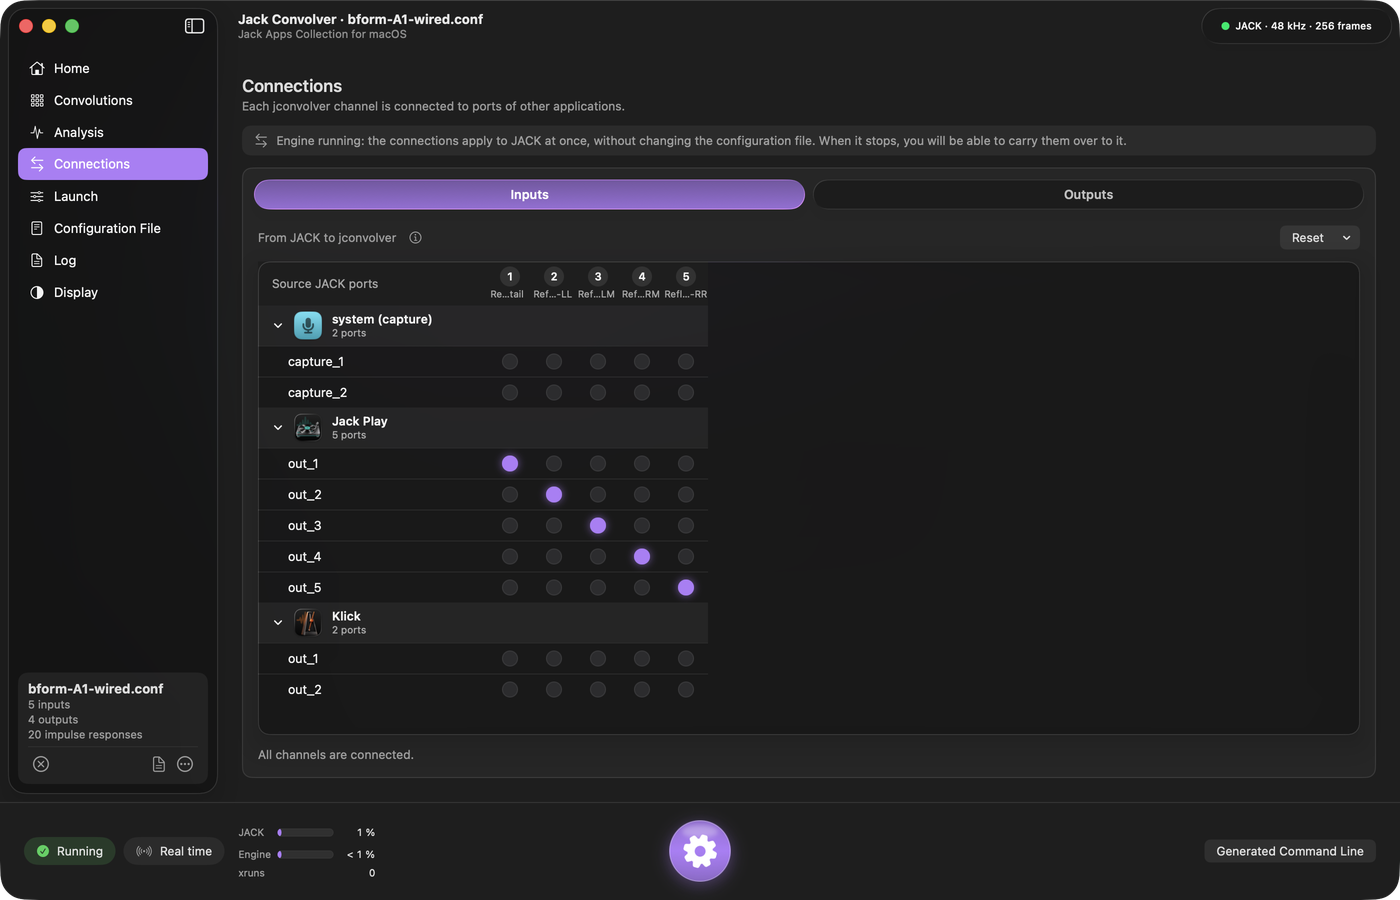 Jack Convolver · bform-A1-wired.conf
Jack Apps Collection for macOS
JACK · 48 kHz · 256 frames
Home
Convolutions
Analysis
Connections
Launch
Configuration File
Log
Display
Connections
Each jconvolver channel is connected to ports of other applications.
Engine running: the connections apply to JACK at once, without changing the configuration file. When it stops, you will be able to carry them over to it.
Inputs
Outputs
From JACK to jconvolver
Reset
Source JACK ports
1 2 3 4 5
Re...tail Ref...-LL Ref...LM Ref...RM Refl...-RR
system (capture)
2 ports
capture_1
capture_2
Jack Play
5 ports
out_1
out_2
out_3
out_4
out_5
Klick
2 ports
out_1
out_2
All channels are connected.
bform-A1-wired.conf
5 inputs
4 outputs
20 impulse responses
Running
Real time
JACK 1 %
Engine < 1 %
xruns 0
Generated Command Line